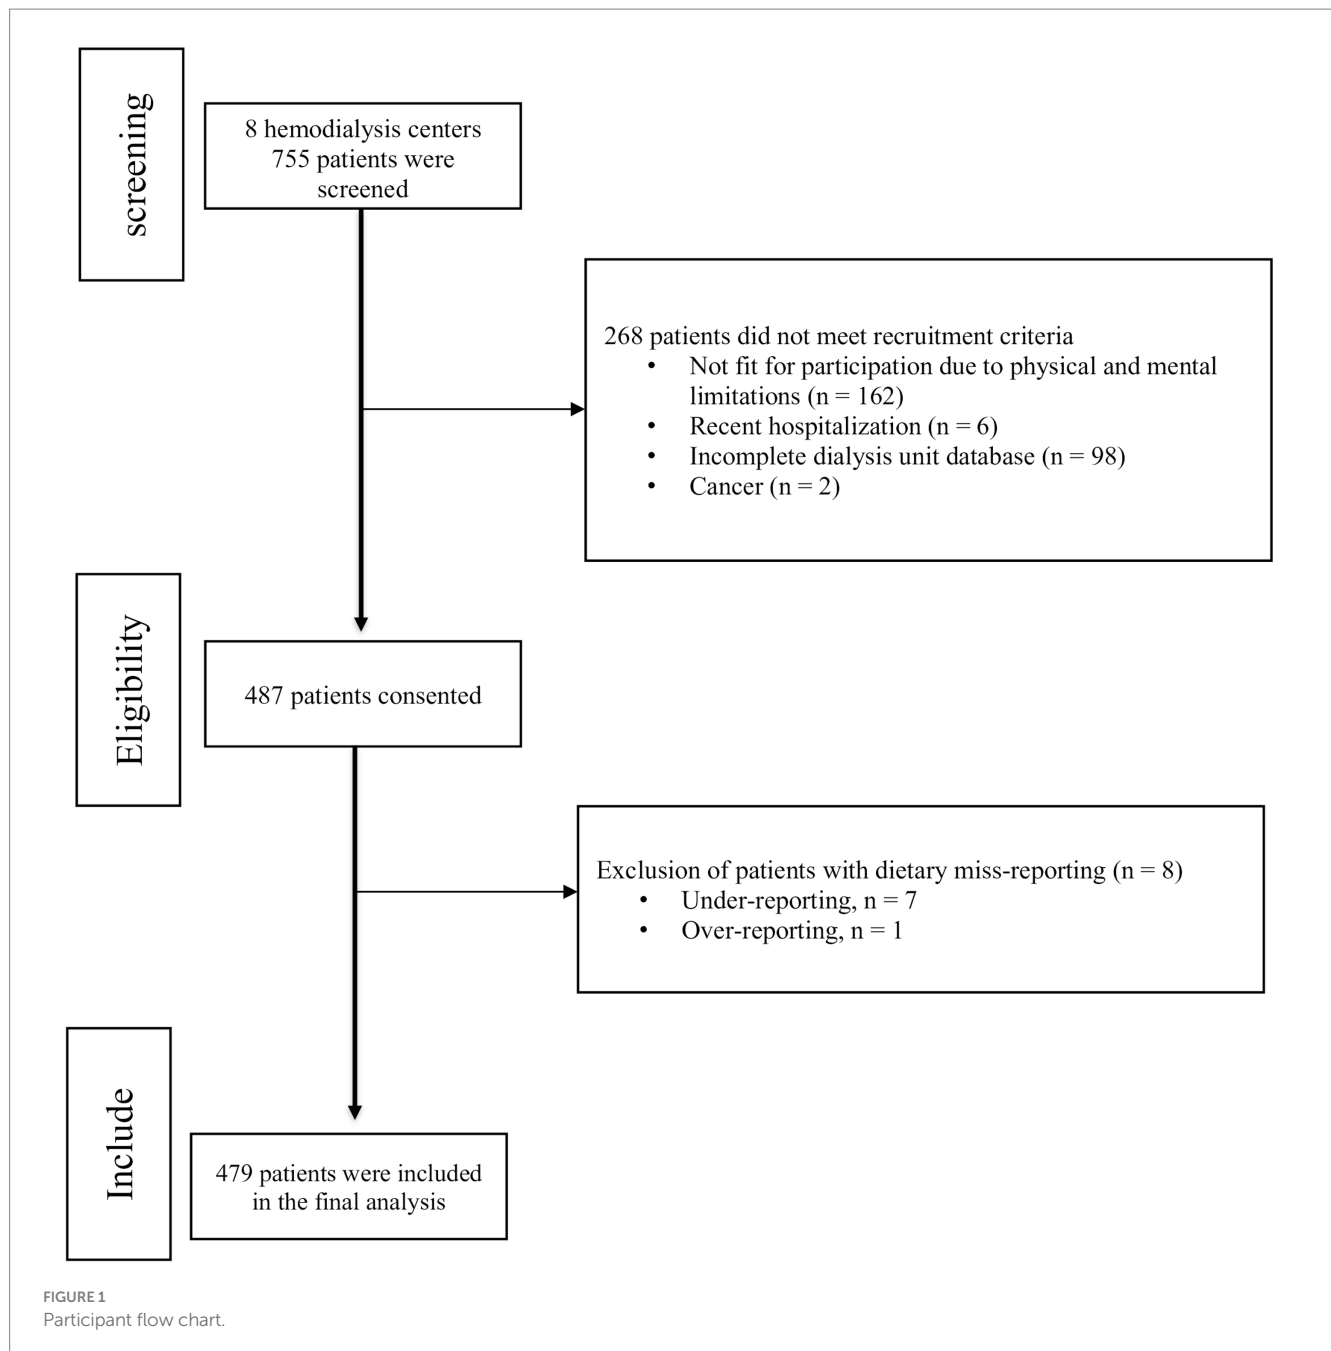 screening
8 hemodialysis centers
755 patients were
screened
268 patients did not meet recruitment criteria
• Not fit for participation due to physical and mental
limitations (n = 162)
• Recent hospitalization (n = 6)
• Incomplete dialysis unit database (n = 98)
• Cancer (n = 2)
Eligibility
487 patients consented
Exclusion of patients with dietary miss-reporting (n = 8)
• Under-reporting, n = 7
• Over-reporting, n = 1
Include
479 patients were included
in the final analysis
FIGURE 1
Participant flow chart.